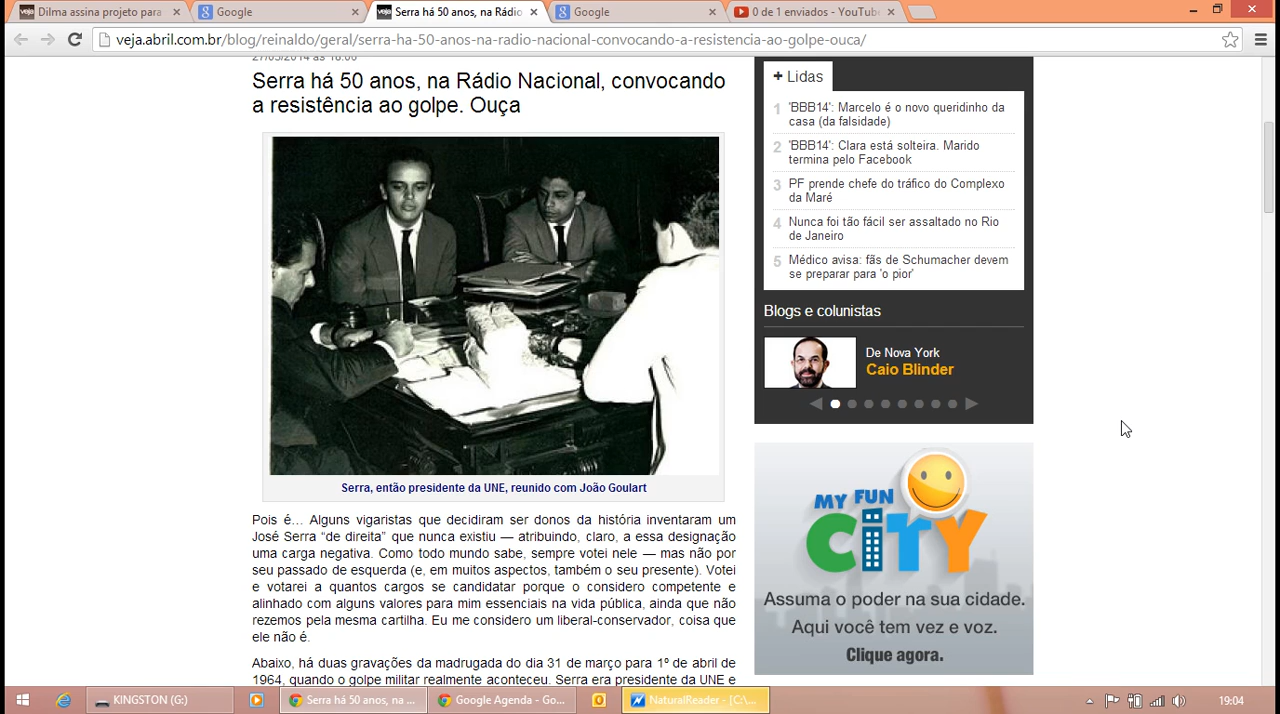 Dilma assina projeto para
Google
Serra há 50 anos, na Rádio
Google
0 de 1 enviados - YouTube
veja.abril.com.br/blog/reinaldo/geral/serra-ha-50-anos-na-radio-nacional-convocando-a-resistencia-ao-golpe-ouca/
Serra há 50 anos, na Rádio Nacional, convocando
a resistência ao golpe. Ouça
Serra, então presidente da UNE, reunido com João Goulart
Pois é… Alguns vigaristas que decidiram ser donos da história inventaram um
José Serra “de direita” que nunca existiu — atribuindo, claro, a essa designação
uma carga negativa. Como todo mundo sabe, sempre votei nele — mas não por
seu passado de esquerda (e, em muitos aspectos, também o seu presente). Votei
e votarei a quantos cargos se candidatar porque o considero competente e
alinhado com alguns valores para mim essenciais na vida pública, ainda que não
rezemos pela mesma cartilha. Eu me considero um liberal-conservador, coisa que
ele não é.
Abaixo, há duas gravações da madrugada do dia 31 de março para 1º de abril de
1964, quando o golpe militar realmente aconteceu. Serra era presidente da UNE e
+ Lidas
1 'BBB14': Marcelo é o novo queridinho da
casa (da falsidade)
2 'BBB14': Clara está solteira. Marido
termina pelo Facebook
3 PF prende chefe do tráfico do Complexo
da Maré
4 Nunca foi tão fácil ser assaltado no Rio
de Janeiro
5 Médico avisa: fãs de Schumacher devem
se preparar para 'o pior'
Blogs e colunistas
De Nova York
Caio Blinder
MY FUN
CITY
Assuma o poder na sua cidade.
Aqui você tem vez e voz.
Clique agora.
KINGSTON (G:)
Serra há 50 anos, na ...
Google Agenda - Goo...
NaturalReader - [C:\...
19:04